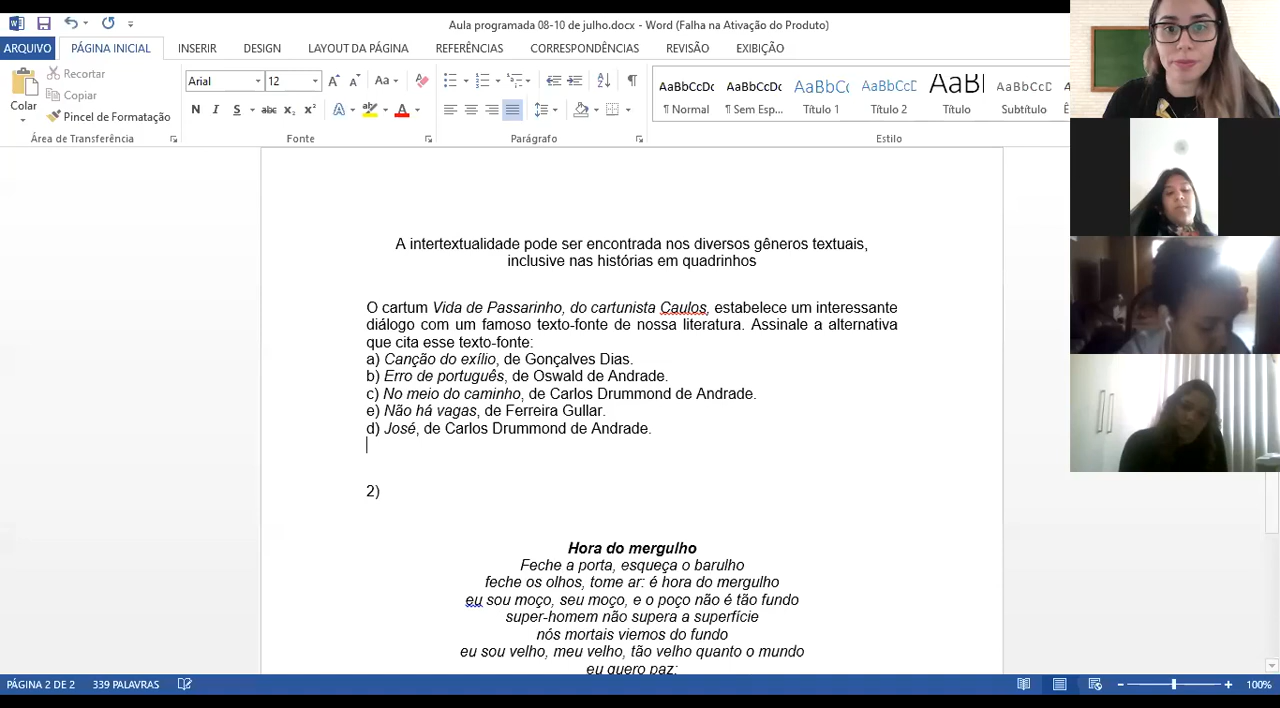 Aula programada 08-10 de julho.docx - Word (Falha na Ativação do Produto)
ARQUIVO PÁGINA INICIAL INSERIR DESIGN LAYOUT DA PÁGINA REFERÊNCIAS CORRESPONDÊNCIAS REVISÃO EXIBIÇÃO
Colar
Recortar
Copiar
Pincel de Formatação
Área de Transferência
Arial 12
N I S abc x₂ x²
Fonte
Parágrafo
AaBbCcDc AaBbCcDc AaBbCc AaBbCcD AaBl AaBbCcD
¶ Normal ¶ Sem Esp... Título 1 Título 2 Título Subtítulo
Estilo
A intertextualidade pode ser encontrada nos diversos gêneros textuais,
inclusive nas histórias em quadrinhos
O cartum Vida de Passarinho, do cartunista Caulos, estabelece um interessante
diálogo com um famoso texto-fonte de nossa literatura. Assinale a alternativa
que cita esse texto-fonte:
a) Canção do exílio, de Gonçalves Dias.
b) Erro de português, de Oswald de Andrade.
c) No meio do caminho, de Carlos Drummond de Andrade.
e) Não há vagas, de Ferreira Gullar.
d) José, de Carlos Drummond de Andrade.
2)
Hora do mergulho
Feche a porta, esqueça o barulho
feche os olhos, tome ar: é hora do mergulho
eu sou moço, seu moço, e o poço não é tão fundo
super-homem não supera a superfície
nós mortais viemos do fundo
eu sou velho, meu velho, tão velho quanto o mundo
eu quero paz:
PÁGINA 2 DE 2 339 PALAVRAS 100%